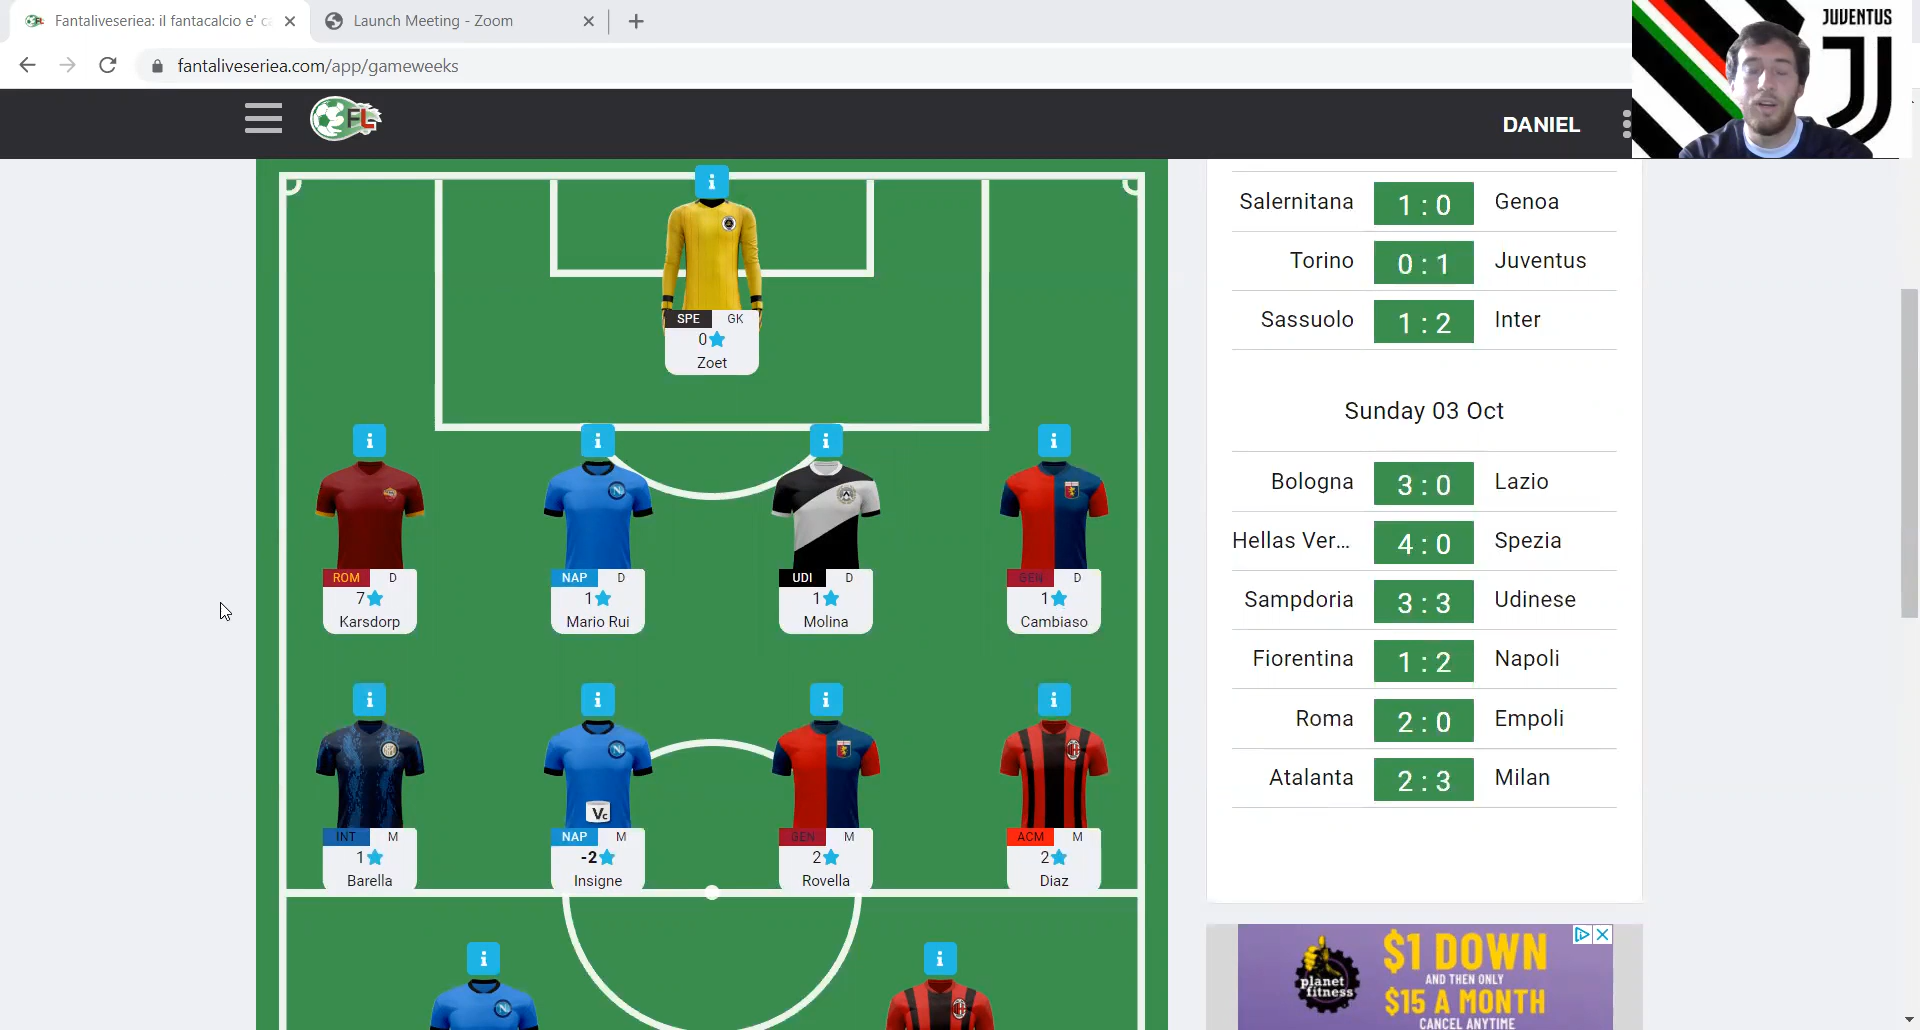 Fantaliveseriea: il fantacalcio e' c
Launch Meeting - Zoom
fantaliveseriea.com/app/gameweeks
FL
DANIEL
JUVENTUS
SPE GK
0
Zoet
ROM D
7
Karsdorp
NAP D
1
Mario Rui
UDI D
1
Molina
GEN D
1
Cambiaso
INT M
1
Barella
Vc
NAP M
-2
Insigne
GEN M
2
Rovella
ACM M
2
Diaz
Salernitana 1 : 0 Genoa
Torino 0 : 1 Juventus
Sassuolo 1 : 2 Inter
Sunday 03 Oct
Bologna 3 : 0 Lazio
Hellas Ver... 4 : 0 Spezia
Sampdoria 3 : 3 Udinese
Fiorentina 1 : 2 Napoli
Roma 2 : 0 Empoli
Atalanta 2 : 3 Milan
planet fitness
$1 DOWN
AND THEN ONLY
$15 A MONTH
CANCEL ANYTIME